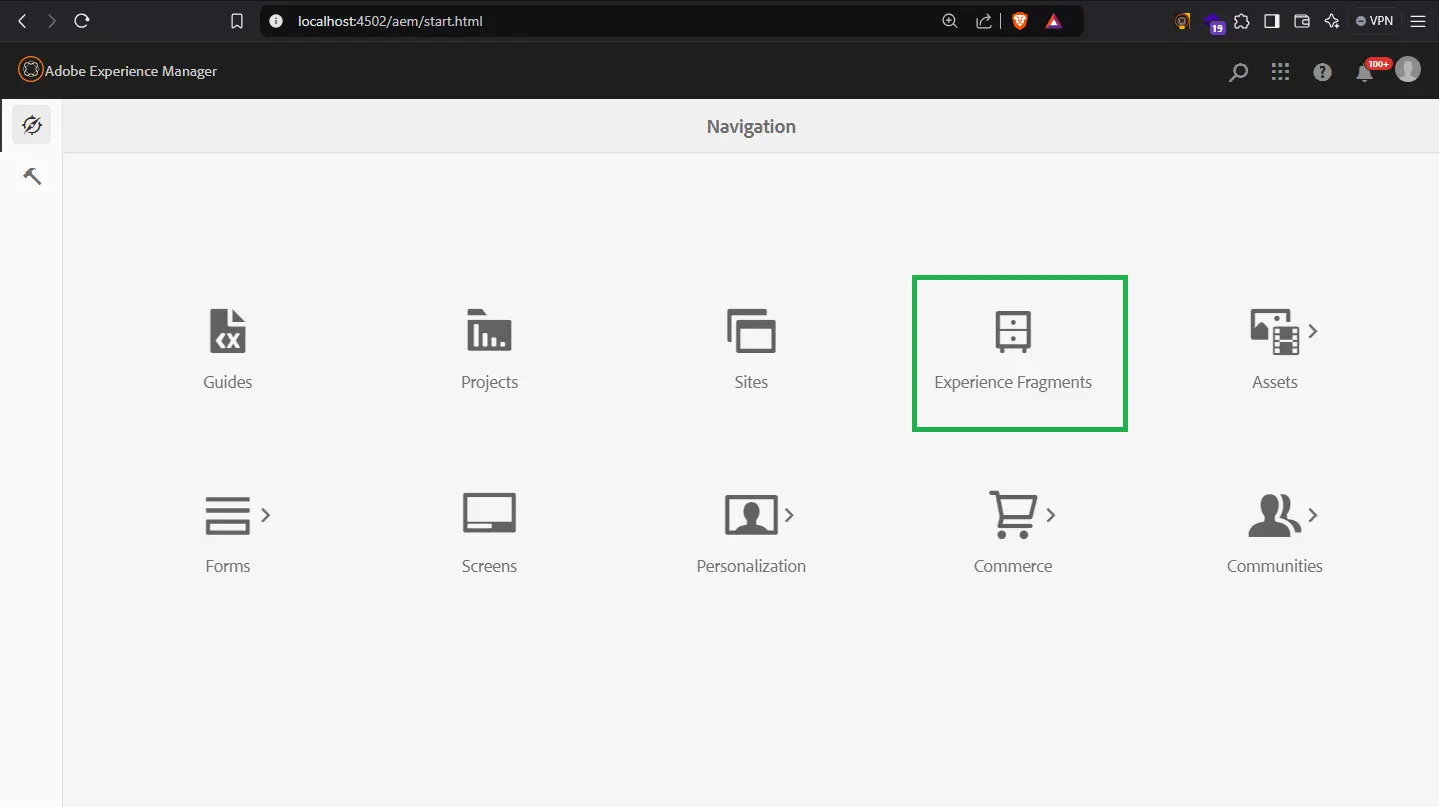 localhost:4502/aem/start.html
19
VPN
Adobe Experience Manager
100+
Navigation
Guides
Projects
Sites
Experience Fragments
Assets
Forms
Screens
Personalization
Commerce
Communities